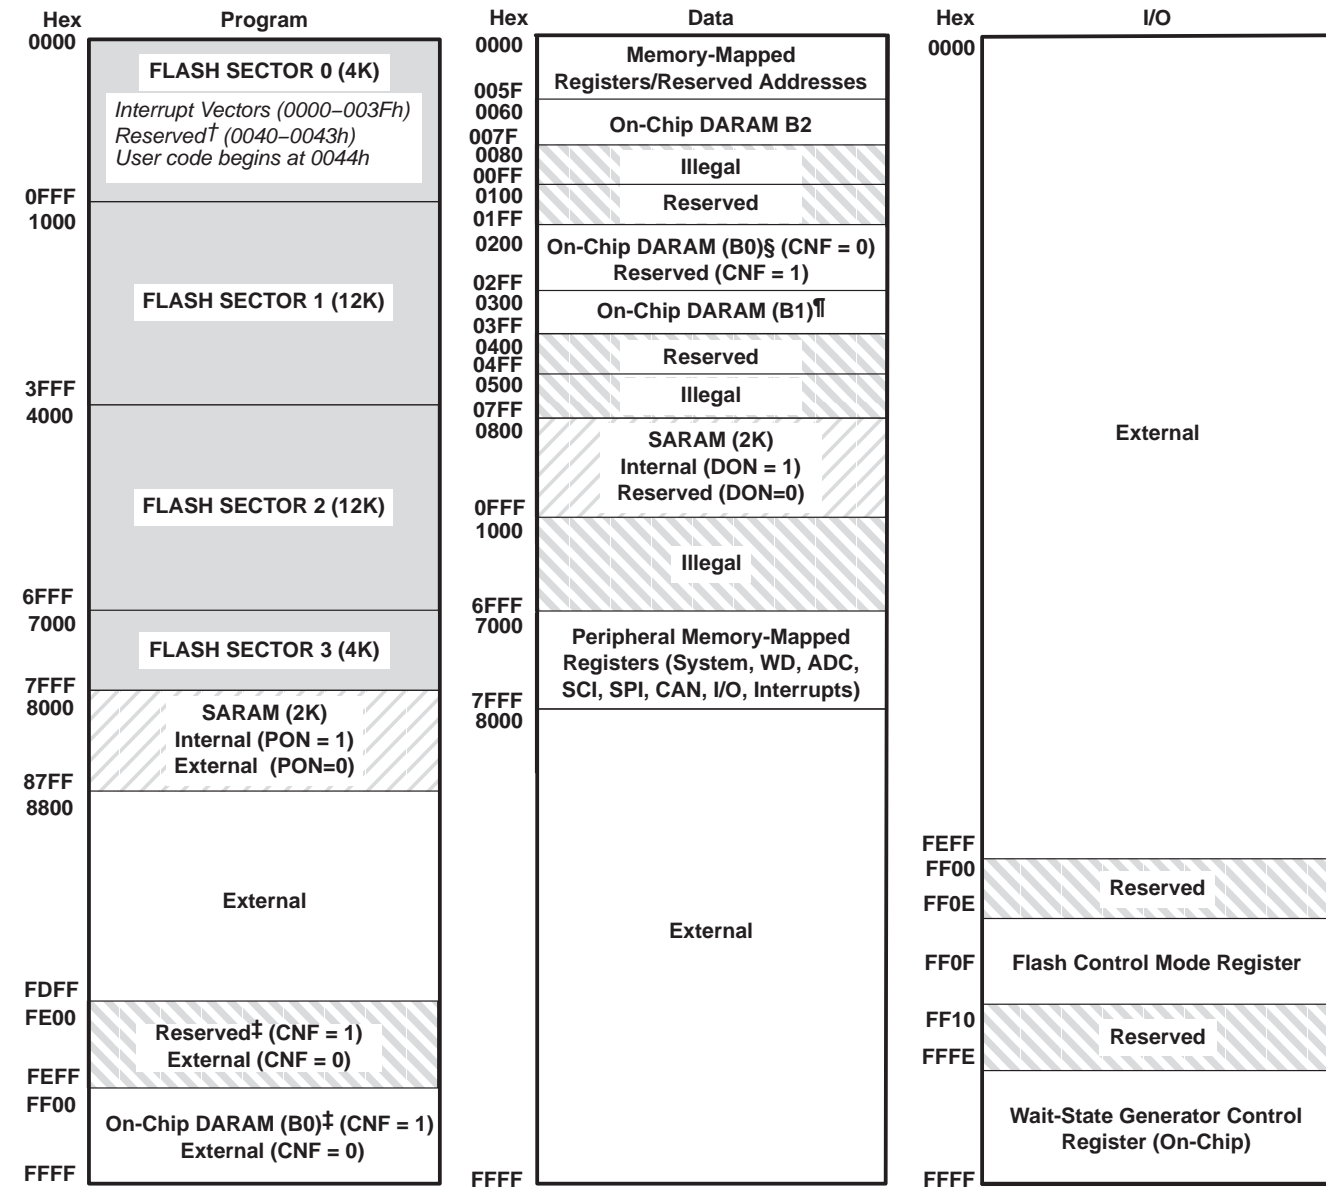 Hex Program
0000
FLASH SECTOR 0 (4K)
Interrupt Vectors (0000–003Fh)
Reserved† (0040–0043h)
User code begins at 0044h
0FFF
1000
FLASH SECTOR 1 (12K)
3FFF
4000
FLASH SECTOR 2 (12K)
6FFF
7000
FLASH SECTOR 3 (4K)
7FFF
8000
SARAM (2K)
Internal (PON = 1)
External (PON=0)
87FF
8800
External
FDFF
FE00
Reserved‡ (CNF = 1)
External (CNF = 0)
FEFF
FF00
On-Chip DARAM (B0)‡ (CNF = 1)
External (CNF = 0)
FFFF
Hex Data
0000
Memory-Mapped
Registers/Reserved Addresses
005F
0060
On-Chip DARAM B2
007F
0080
Illegal
00FF
0100
Reserved
01FF
0200
On-Chip DARAM (B0)§ (CNF = 0)
Reserved (CNF = 1)
02FF
0300
On-Chip DARAM (B1)¶
03FF
0400
Reserved
04FF
0500
Illegal
07FF
0800
SARAM (2K)
Internal (DON = 1)
Reserved (DON=0)
0FFF
1000
Illegal
6FFF
7000
Peripheral Memory-Mapped
Registers (System, WD, ADC,
SCI, SPI, CAN, I/O, Interrupts)
7FFF
8000
External
FFFF
Hex I/O
0000
External
FEFF
FF00
Reserved
FF0E
FF0F Flash Control Mode Register
FF10
Reserved
FFFE
Wait-State Generator Control
Register (On-Chip)
FFFF